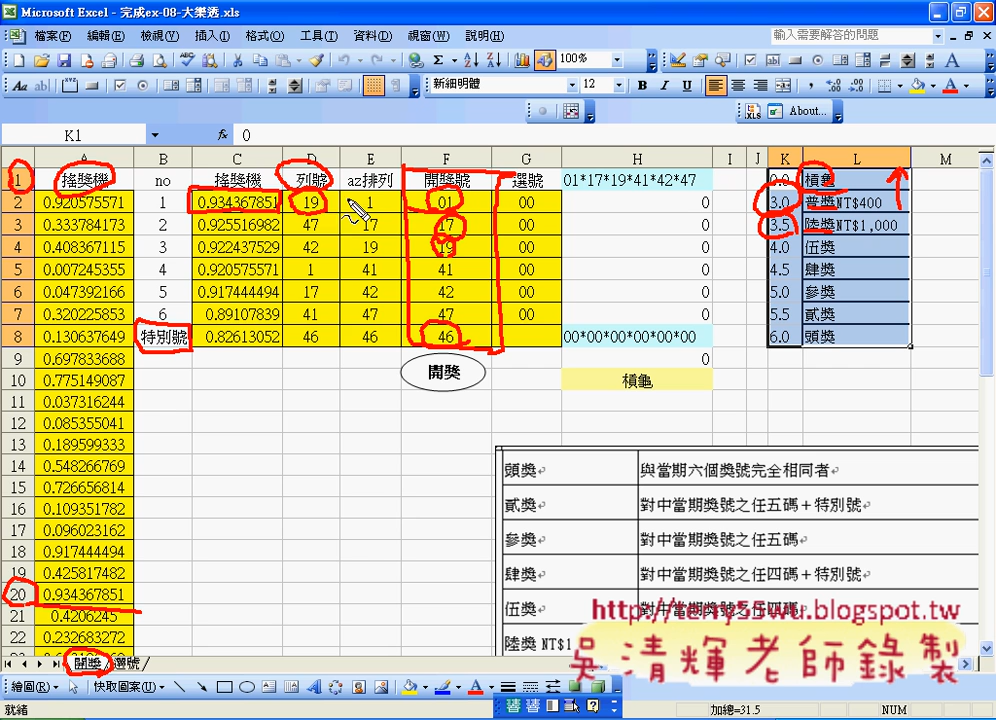 Microsoft Excel - 完成ex-08-大樂透.xls
檔案(F) 編輯(E) 檢視(V) 插入(I) 格式(O) 工具(T) 資料(D) 視窗(W) 說明(H) 輸入需要解答的問題
100%
新細明體 12 B I U
About...
K1 fx 0
A B C D E F G H I J K L M
1 搖獎機 no 搖獎機 列號 az排列 開獎號 選號 01*17*19*41*42*47 0.0 槓龜
2 0.920575571 1 0.934367851 19 1 01 00 0 3.0 普獎NT$400
3 0.333784173 2 0.925516982 47 17 17 00 0 3.5 陸獎NT$1,000
4 0.408367115 3 0.922437529 42 19 19 00 0 4.0 伍獎
5 0.007245355 4 0.920575571 1 41 41 00 0 4.5 肆獎
6 0.047392166 5 0.917444494 17 42 42 00 0 5.0 參獎
7 0.320225853 6 0.89107839 41 47 47 00 0 5.5 貳獎
8 0.130637649 特別號 0.82613052 46 46 46 00*00*00*00*00*00 6.0 頭獎
9 0.697833688 0
10 0.775149087 開獎 槓龜
11 0.037316244
12 0.085355041
13 0.189599333
14 0.548266769 頭獎 與當期六個獎號完全相同者
15 0.726656814
16 0.109351782 貳獎 對中當期獎號之任五碼+特別號
17 0.096023162 參獎 對中當期獎號之任五碼
18 0.917444494
19 0.425817482 肆獎 對中當期獎號之任四碼+特別號
20 0.934367851 伍獎 對中當期獎號之任四碼
http://terry55wu.blogspot.tw
21 0.4206245
22 0.232683272 陸獎 NT$1
吳清輝老師錄製
開獎 選號
繪圖(R) 快取圖案(U)
就緒 加總=31.5 NUM